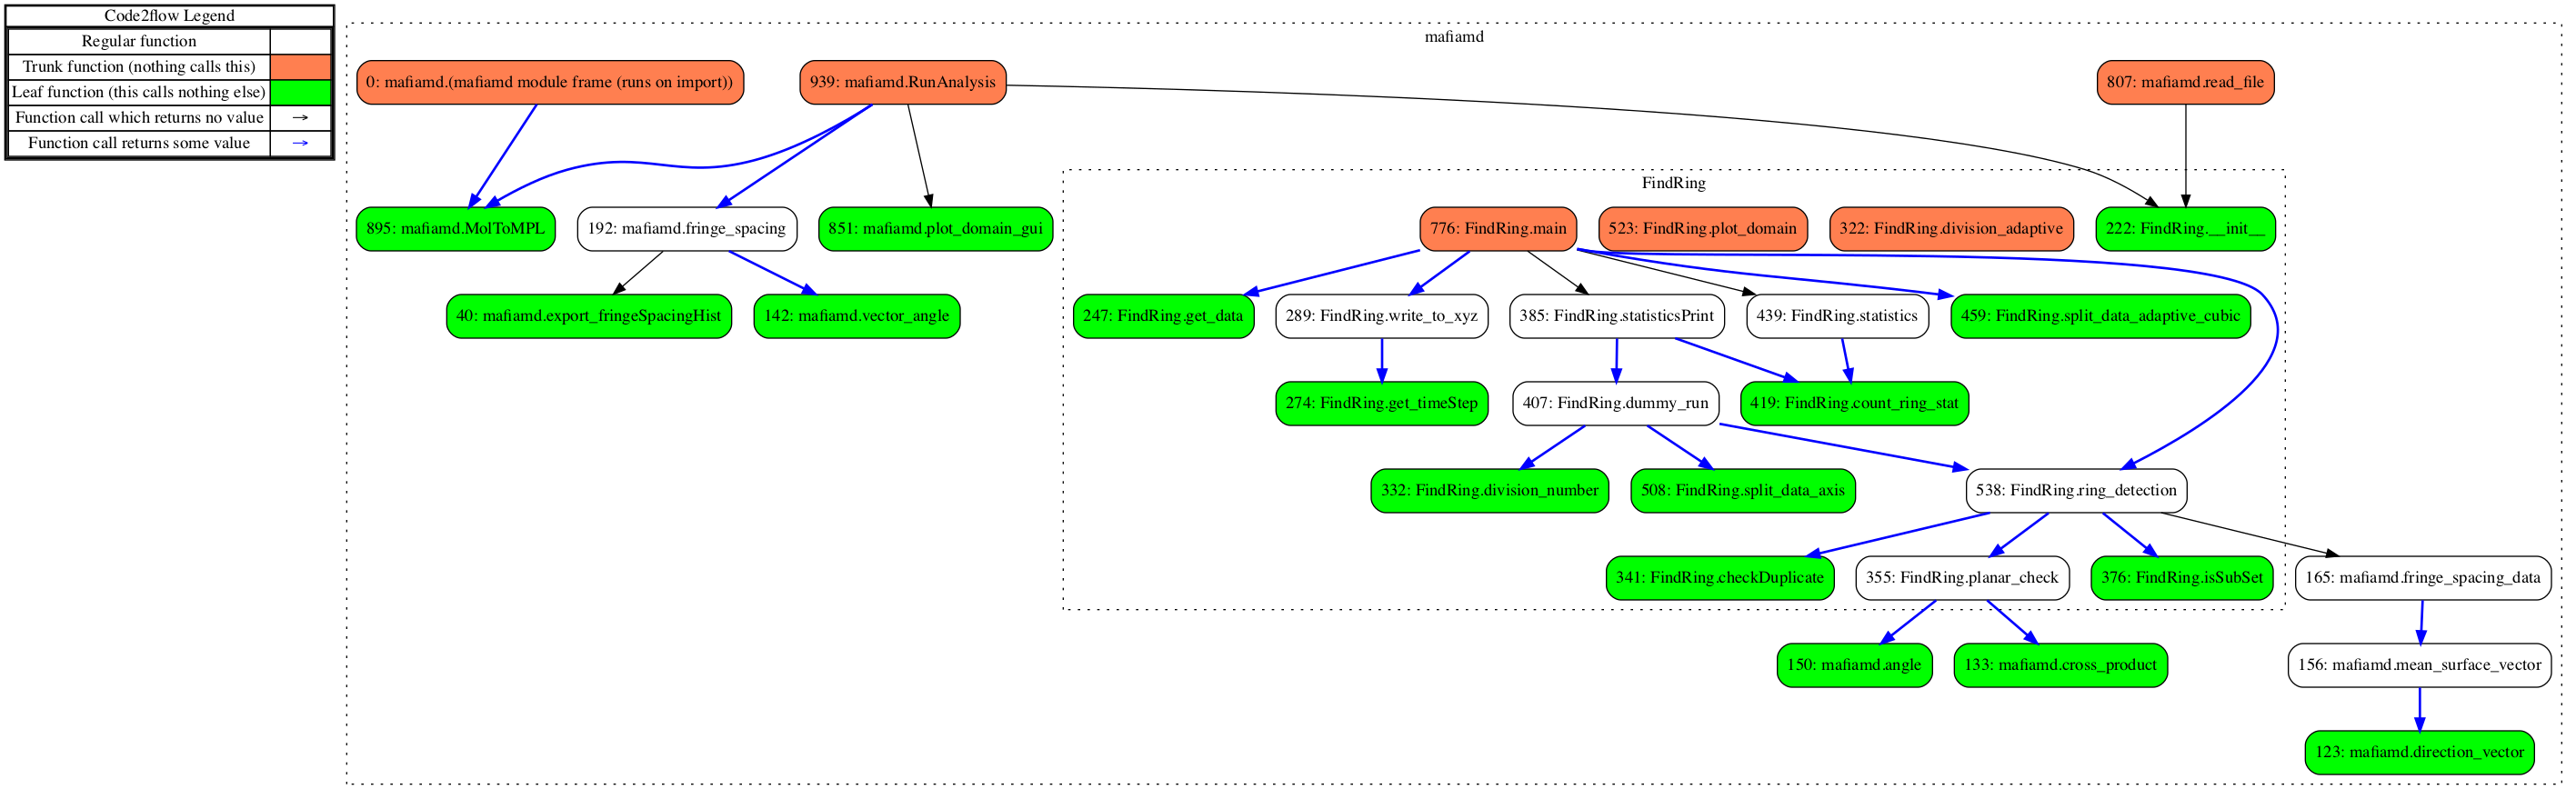 Code2flow Legend
Regular function
Trunk function (nothing calls this)
Leaf function (this calls nothing else)
Function call which returns no value →
Function call returns some value →
mafiamd
0: mafiamd.(mafiamd module frame (runs on import))
939: mafiamd.RunAnalysis
807: mafiamd.read_file
FindRing
895: mafiamd.MolToMPL
192: mafiamd.fringe_spacing
851: mafiamd.plot_domain_gui
776: FindRing.main
523: FindRing.plot_domain
322: FindRing.division_adaptive
222: FindRing.__init__
40: mafiamd.export_fringeSpacingHist
142: mafiamd.vector_angle
247: FindRing.get_data
289: FindRing.write_to_xyz
385: FindRing.statisticsPrint
439: FindRing.statistics
459: FindRing.split_data_adaptive_cubic
274: FindRing.get_timeStep
407: FindRing.dummy_run
419: FindRing.count_ring_stat
332: FindRing.division_number
508: FindRing.split_data_axis
538: FindRing.ring_detection
341: FindRing.checkDuplicate
355: FindRing.planar_check
376: FindRing.isSubSet
165: mafiamd.fringe_spacing_data
150: mafiamd.angle
133: mafiamd.cross_product
156: mafiamd.mean_surface_vector
123: mafiamd.direction_vector